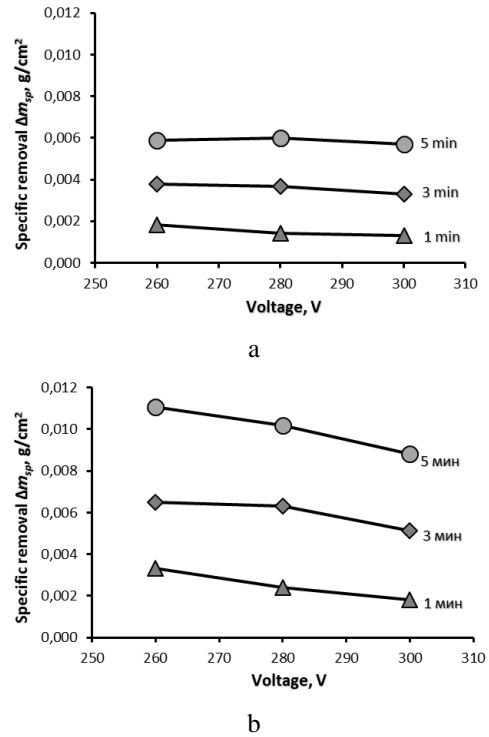 0,012
0,010
0,008
0,006
0,004
0,002
0,000
Specific removal Δmsp, g/cm²
5 min
3 min
1 min
250 260 270 280 290 300 310
Voltage, V
a
0,012
0,010
0,008
0,006
0,004
0,002
0,000
Specific removal Δmsp, g/cm²
5 мин
3 мин
1 мин
250 260 270 280 290 300 310
Voltage, V
b